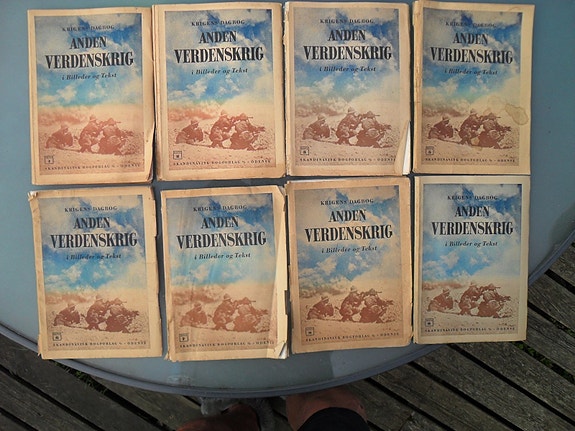 KRIGENS DAGBOG
ANDEN
VERDENSKRIG
i Billeder og Tekst
SKANDINAVISK BOGFORLAG % - ODENSE
KRIGENS DAGBOG
ANDEN
VERDENSKRIG
i Billeder og Tekst
SKANDINAVISK BOGFORLAG % - ODENSE
KRIGENS DAGBOG
ANDEN
VERDENSKRIG
i Billeder og Tekst
SKANDINAVISK BOGFORLAG % - ODENSE
KRIGENS DAGBOG
ANDEN
VERDENSKRIG
i Billeder og Tekst
SKANDINAVISK BOGFORLAG % - ODENSE
KRIGENS DAGBOG
ANDEN
VERDENSKRIG
i Billeder og Tekst
SKANDINAVISK BOGFORLAG % - ODENSE
KRIGENS DAGBOG
ANDEN
VERDENSKRIG
i Billeder og Tekst
SKANDINAVISK BOGFORLAG % - ODENSE
KRIGENS DAGBOG
ANDEN
VERDENSKRIG
i Billeder og Tekst
SKANDINAVISK BOGFORLAG % - ODENSE
KRIGENS DAGBOG
ANDEN
VERDENSKRIG
i Billeder og Tekst
SKANDINAVISK BOGFORLAG % - ODENSE